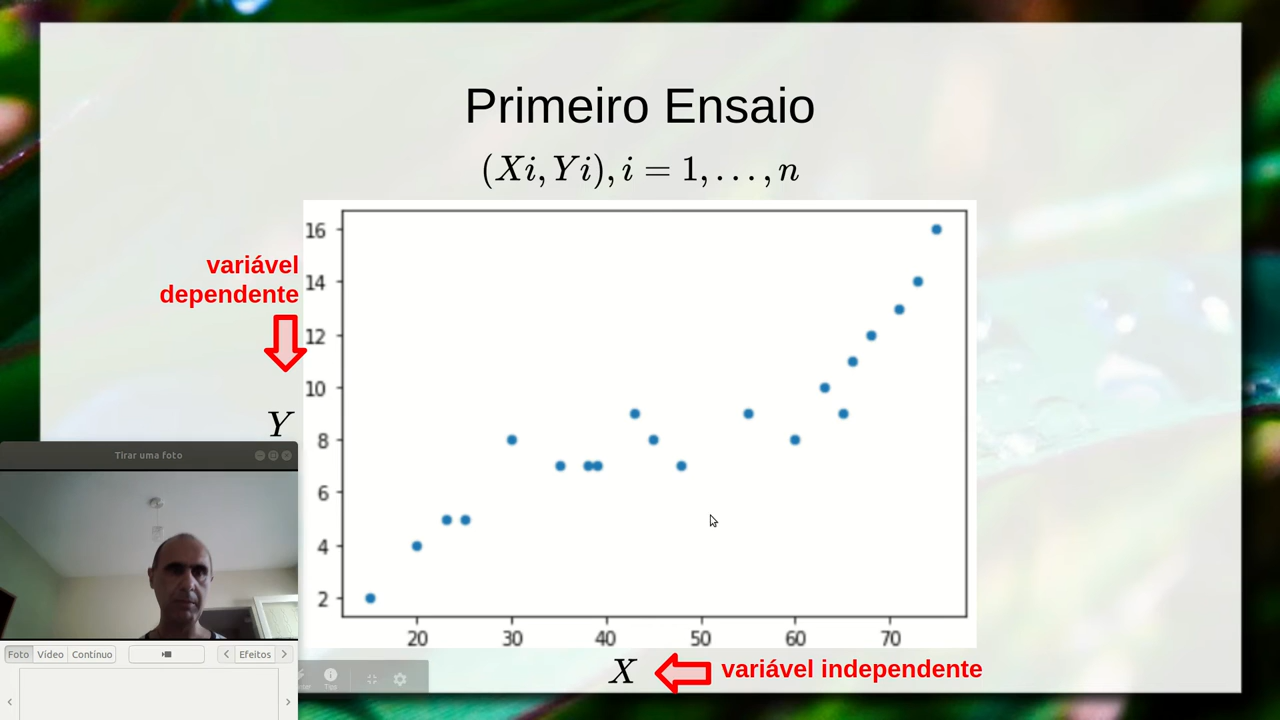 Primeiro Ensaio
(Xi, Yi), i = 1, . . . , n
variável
dependente
Y
16
14
12
10
8
6
4
2
20 30 40 50 60 70
X
variável independente
Tirar uma foto
Foto Vídeo Contínuo
Efeitos